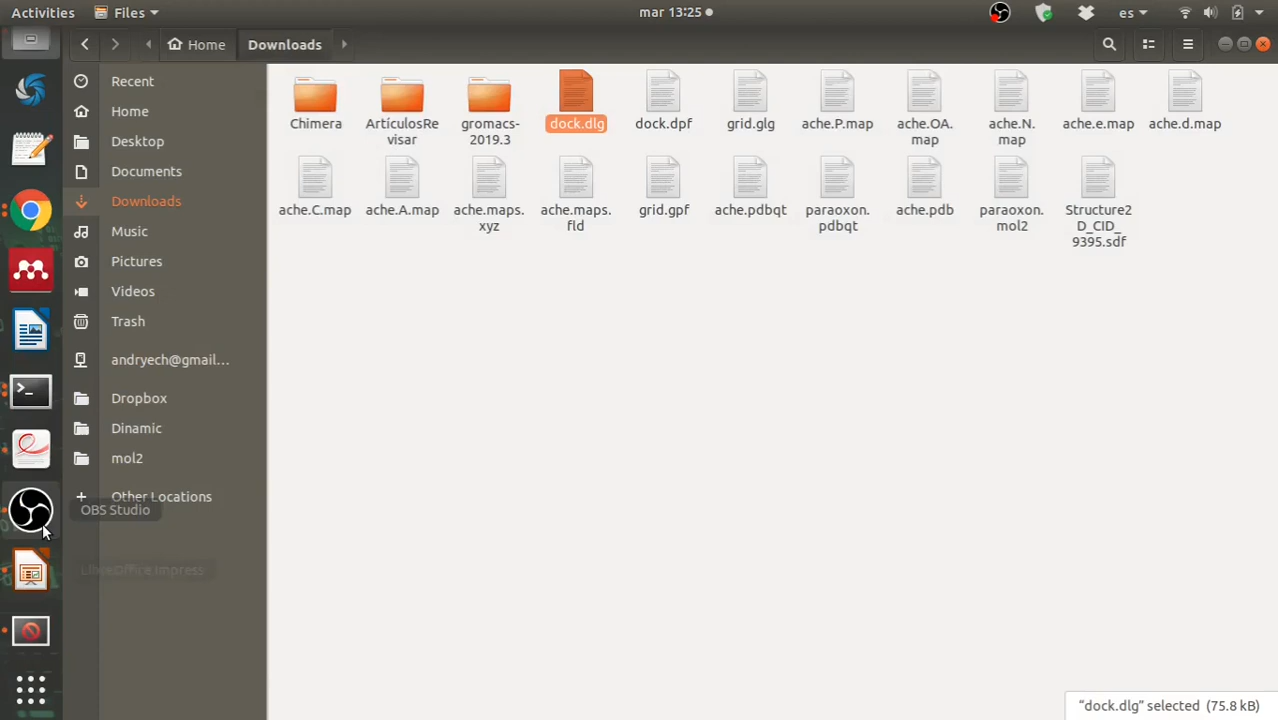 Activities
Files
mar 13:25
es
Home
Downloads
Recent
Home
Desktop
Documents
Downloads
Music
Pictures
Videos
Trash
andryech@gmail...
Dropbox
Dinamic
mol2
Other Locations
OBS Studio
LibreOffice Impress
Chimera
ArtículosRe
visar
gromacs-
2019.3
dock.dlg
dock.dpf
grid.glg
ache.P.map
ache.OA.
map
ache.N.
map
ache.e.map
ache.d.map
ache.C.map
ache.A.map
ache.maps.
xyz
ache.maps.
fld
grid.gpf
ache.pdbqt
paraoxon.
pdbqt
ache.pdb
paraoxon.
mol2
Structure2
D_CID_
9395.sdf
"dock.dlg" selected (75.8 kB)